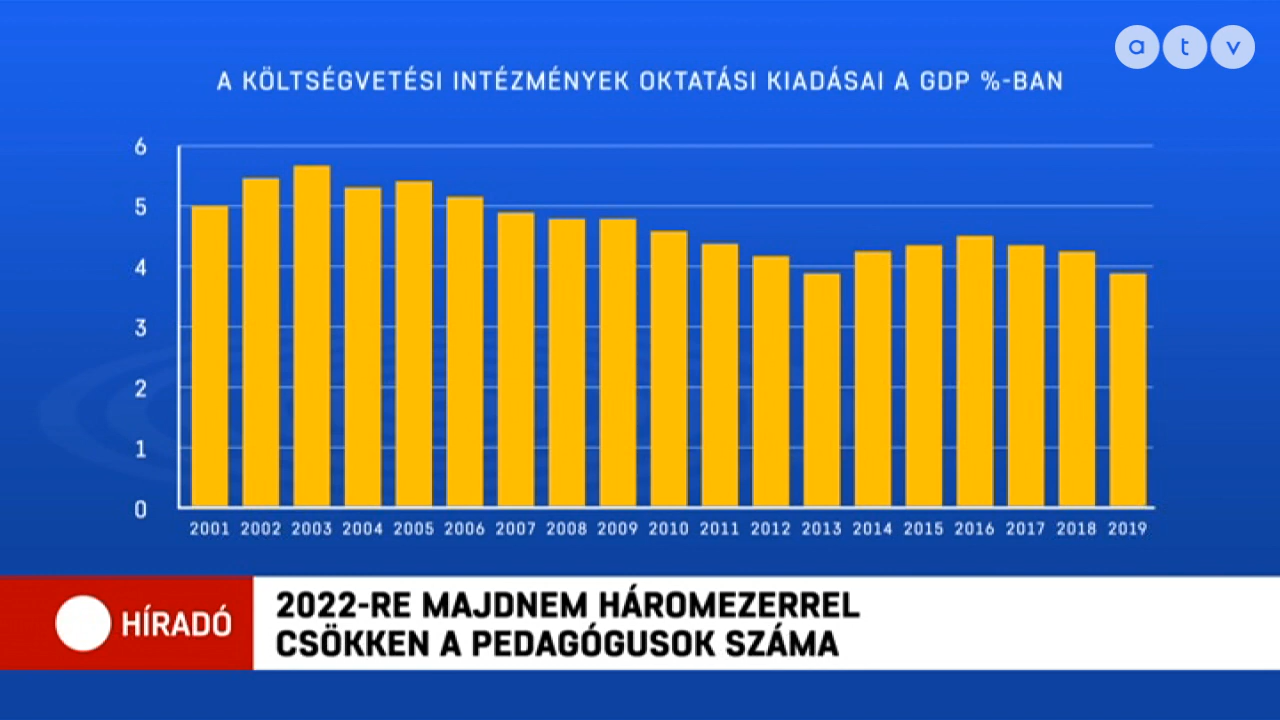 atv
A KÖLTSÉGVETÉSI INTÉZMÉNYEK OKTATÁSI KIADÁSAI A GDP %-BAN
6
5
4
3
2
1
0
2001 2002 2003 2004 2005 2006 2007 2008 2009 2010 2011 2012 2013 2014 2015 2016 2017 2018 2019
HÍRADÓ
2022-RE MAJDNEM HÁROMEZERREL
CSÖKKEN A PEDAGÓGUSOK SZÁMA